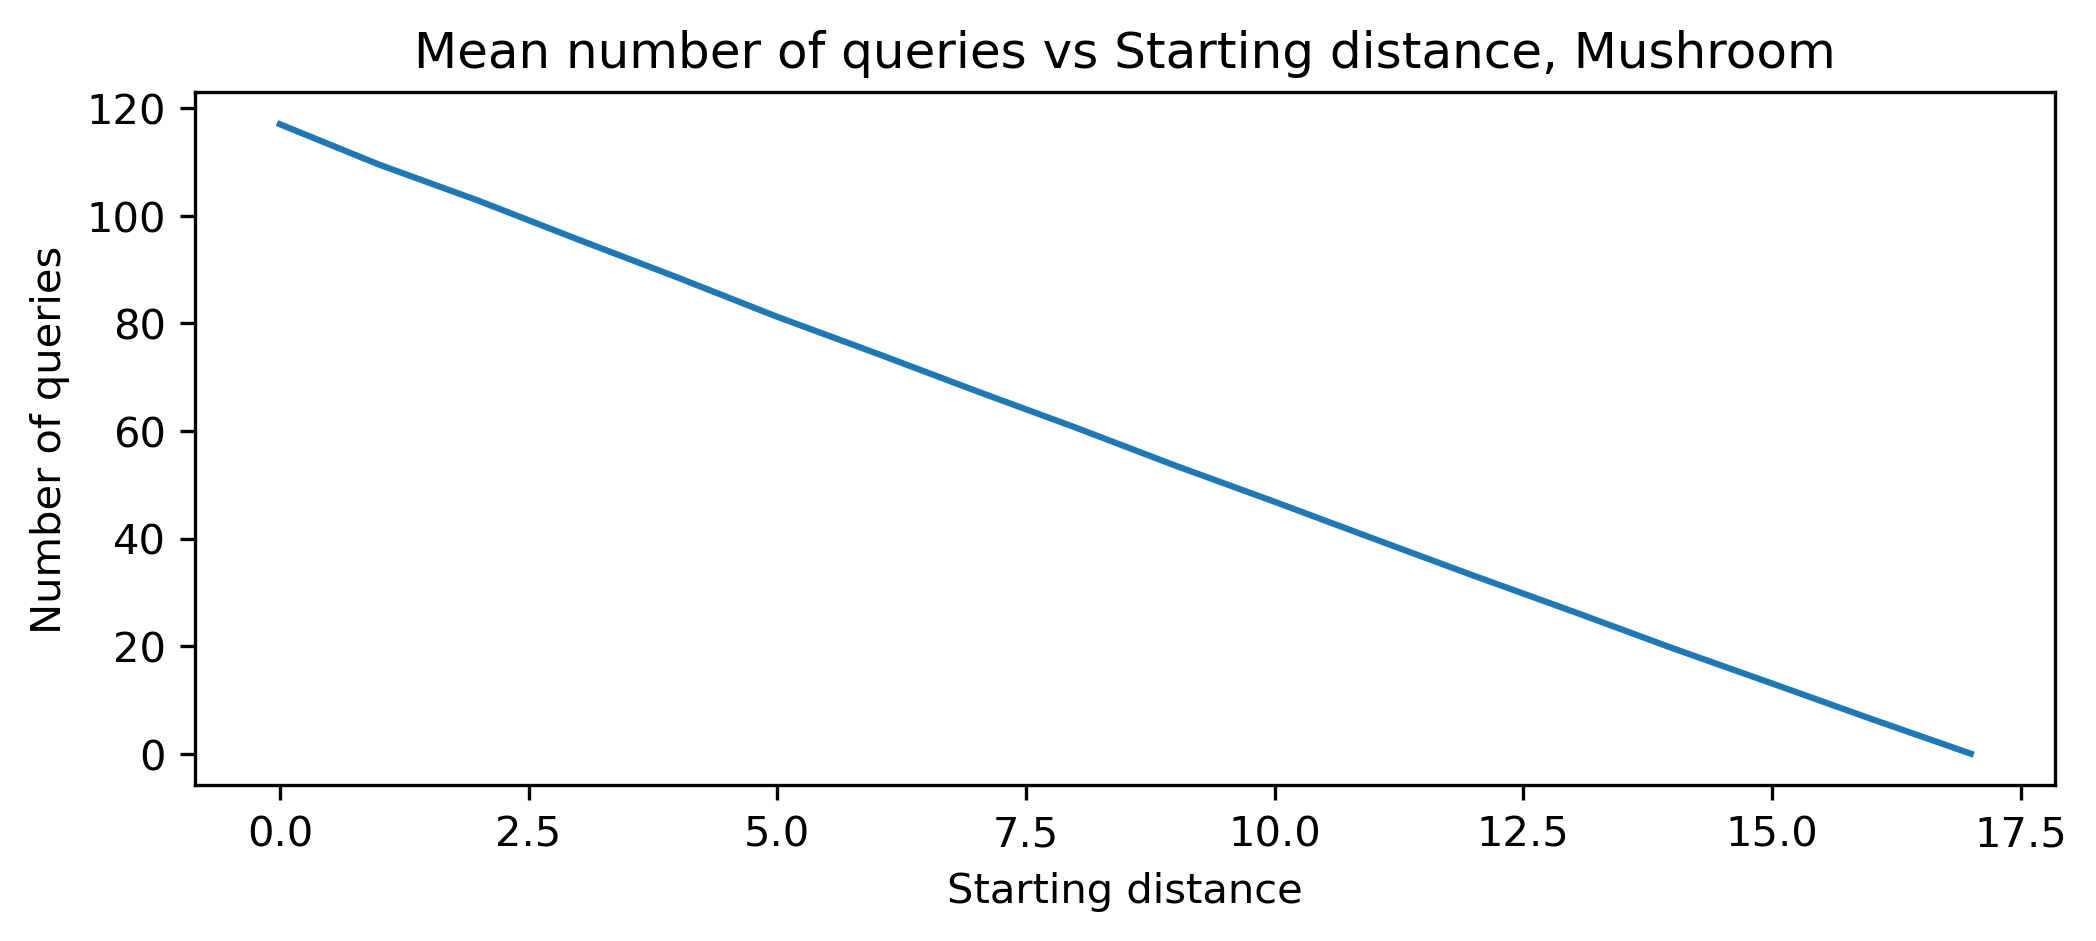 Mean number of queries vs Starting distance, Mushroom
120
100
80
60
40
20
0
Number of queries
0.0 2.5 5.0 7.5 10.0 12.5 15.0 17.5
Starting distance